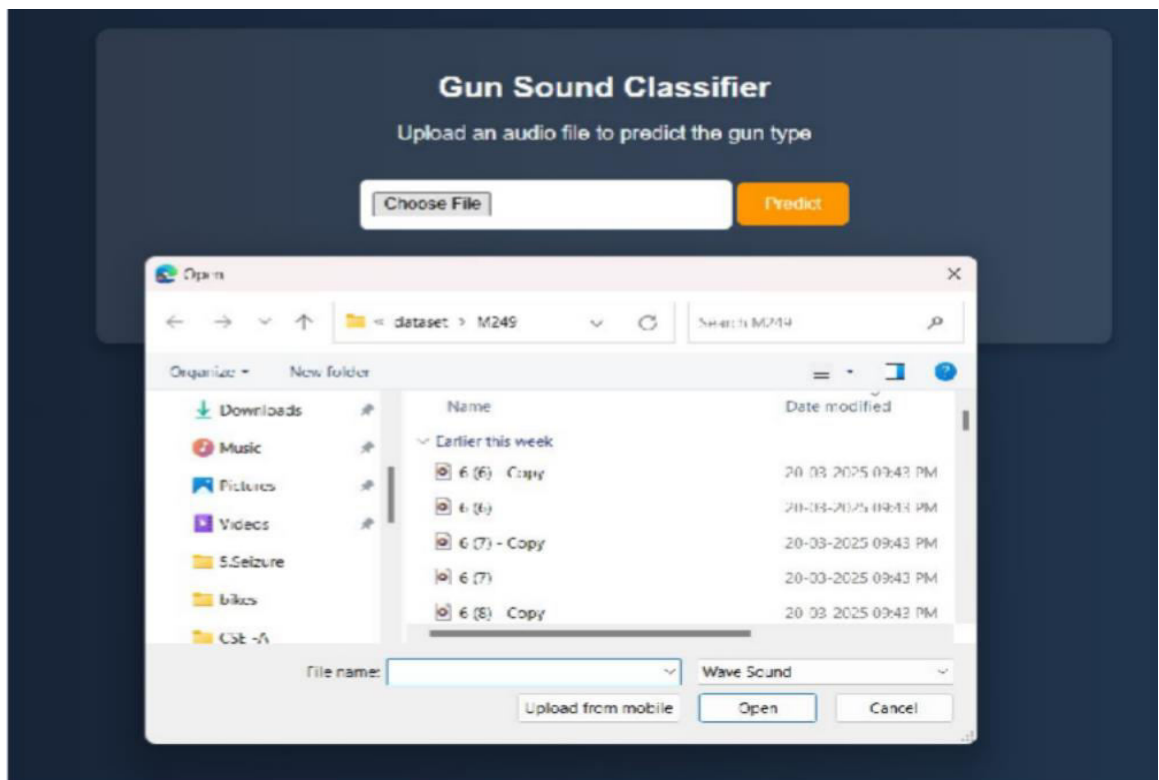 Gun Sound Classifier
Upload an audio file to predict the gun type
Choose File Predict
Open
« dataset > M249 Search M249
Organize New folder
Downloads Name Date modified
Music Earlier this week
Pictures 6 (6) - Copy 20-03-2025 09:43 PM
Videos 6 (6) 20-03-2025 09:43 PM
5.Seizure 6 (7) - Copy 20-03-2025 09:43 PM
bikes 6 (7) 20-03-2025 09:43 PM
CSE -A 6 (8) - Copy 20-03-2025 09:43 PM
File name: Wave Sound
Upload from mobile Open Cancel